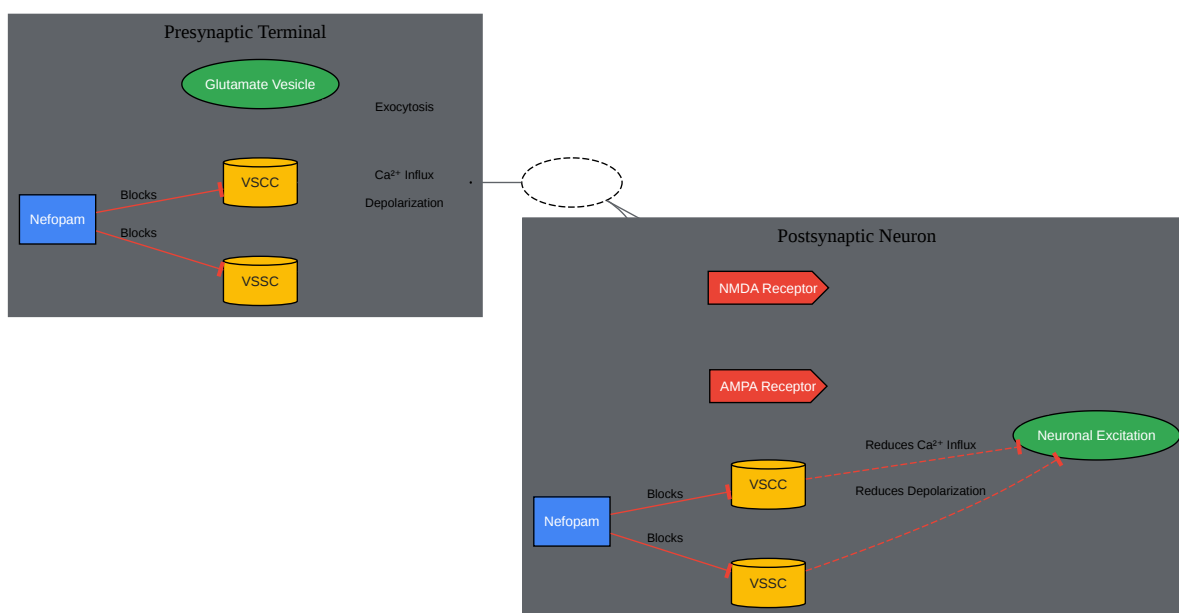 Presynaptic Terminal
Glutamate Vesicle
Exocytosis
VSCC
Ca²⁺ Influx
Blocks
Depolarization
Nefopam
Blocks
VSSC
Postsynaptic Neuron
NMDA Receptor
AMPA Receptor
Neuronal Excitation
Reduces Ca²⁺ Influx
VSCC
Reduces Depolarization
Blocks
Nefopam
Blocks
VSSC